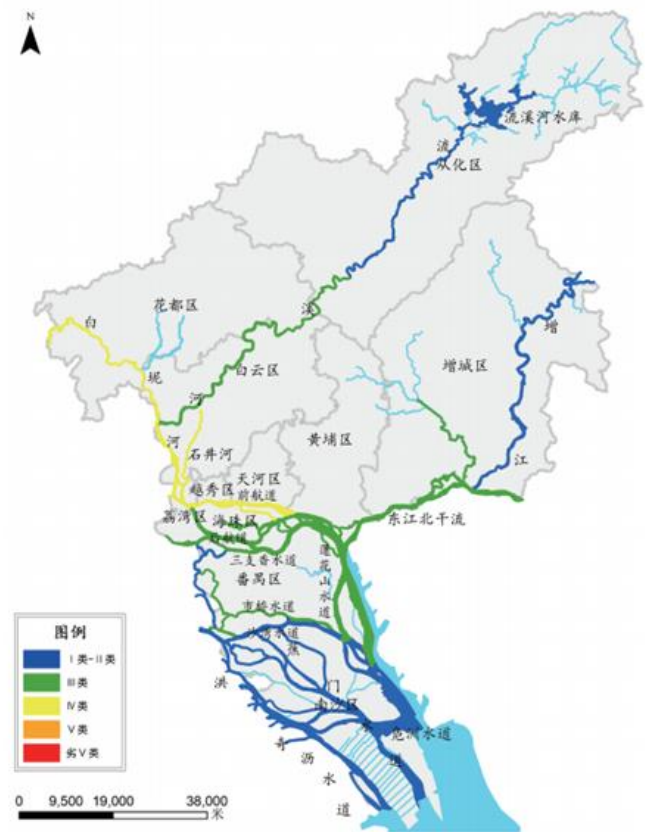 N
流溪河水库
流
从化区
花都区
白
溪
增
坭
白云区
增城区
河
河
黄埔区
石井河
江
天河区
越秀区
前航道
荔湾区
海珠区
东江北干流
后航道
三支香水道
莲花山水道
番禺区
市桥水道
沙湾水道
蕉
洪
门
南沙区
奇沥水道
水
道
凫洲水道
图例
Ⅰ类-Ⅱ类
Ⅲ类
Ⅳ类
Ⅴ类
劣Ⅴ类
0 9,500 19,000 38,000
米